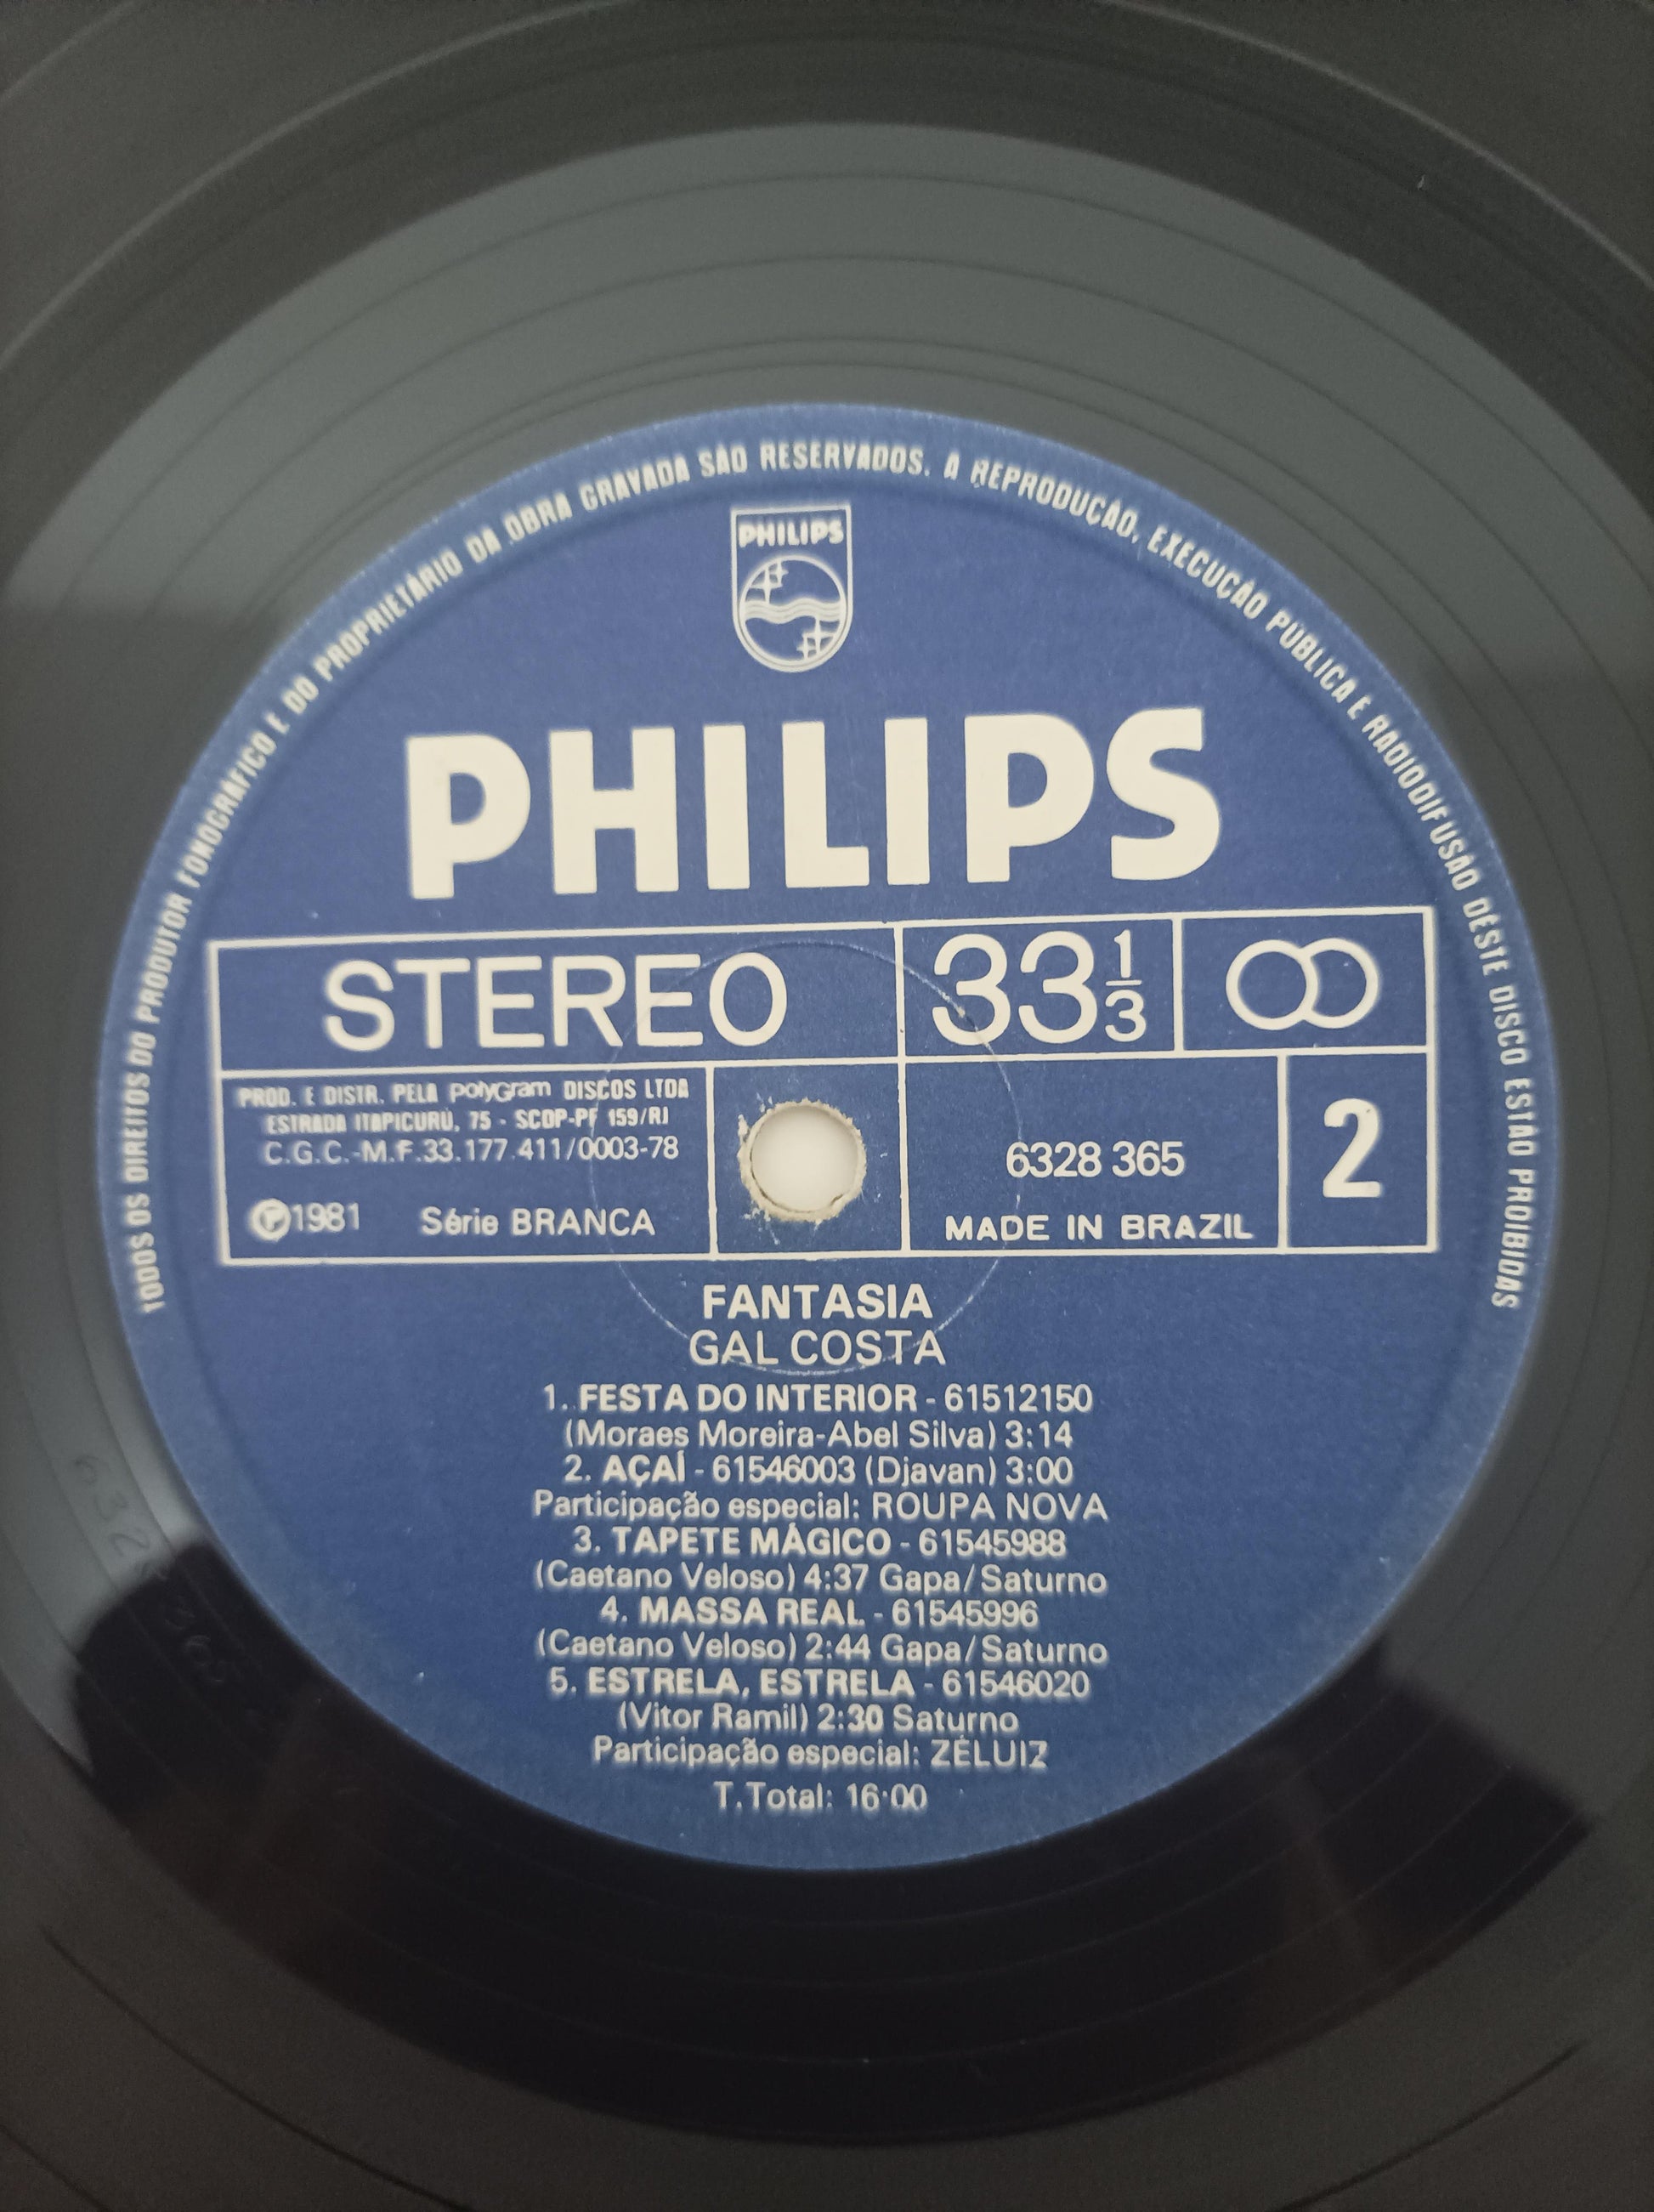 TODOS OS DIREITOS DO PRODUTOR FONOGRÁFICO E DO PROPRIETÁRIO DA OBRA GRAVADA SÃO RESERVADOS. A REPRODUÇÃO, EXECUÇÃO PÚBLICA E RADIODIFUSÃO DÊSTE DISCO ESTÃO PROIBIDAS
PHILIPS
PHILIPS
STEREO
33 1/3
PROD. E DISTR. PELA polyGram DISCOS LTDA
ESTRADA ITAPICURÚ, 75 - SCDP-PF 159/RJ
C.G.C.-M.F.33.177.411/0003-78
Ⓟ1981 Série BRANCA
6328 365
MADE IN BRAZIL
2
FANTASIA
GAL COSTA
1. FESTA DO INTERIOR - 61512150
(Moraes Moreira-Abel Silva) 3:14
2. AÇAÍ - 61546003 (Djavan) 3:00
Participação especial: ROUPA NOVA
3. TAPETE MÁGICO - 61545988
(Caetano Veloso) 4:37 Gapa/Saturno
4. MASSA REAL - 61545996
(Caetano Veloso) 2:44 Gapa/Saturno
5. ESTRELA, ESTRELA - 61546020
(Vitor Ramil) 2:30 Saturno
Participação especial: ZÉLUIZ
T.Total: 16:00